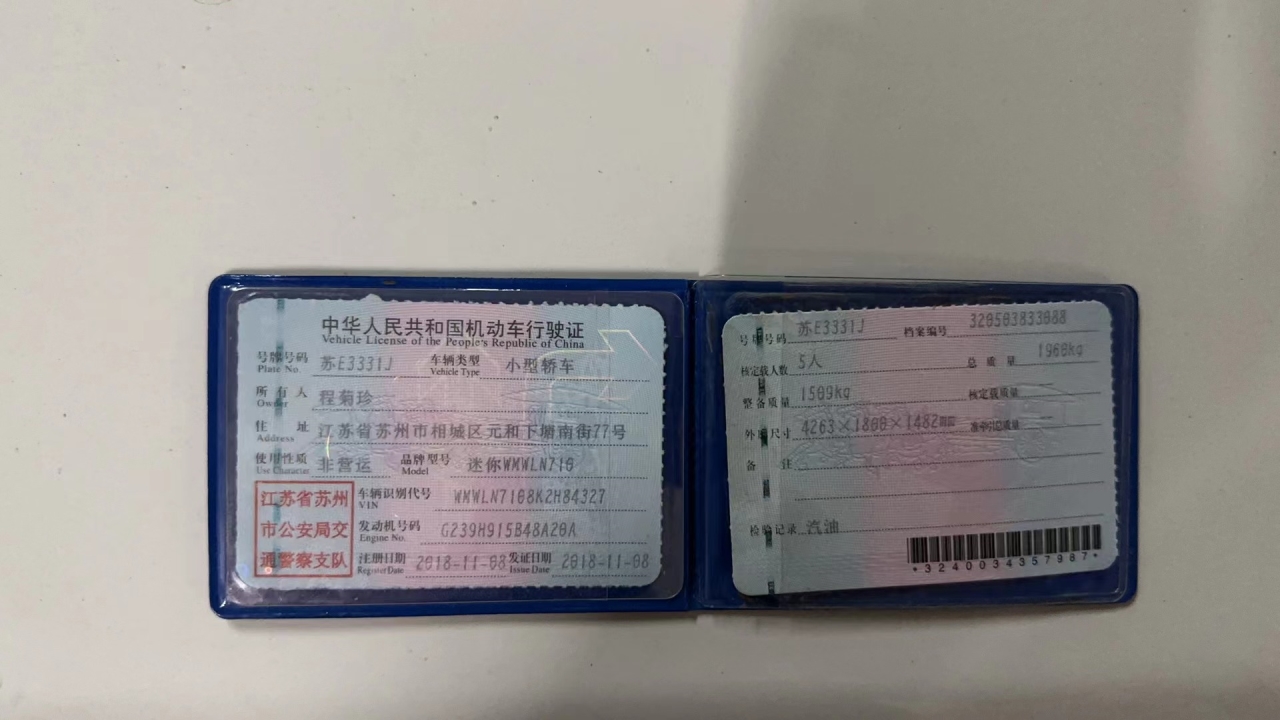 中华人民共和国机动车行驶证
Vehicle License of the People's Republic of China
号牌号码 苏E3331J 车辆类型 小型轿车
Plate No. Vehicle Type
所有人 程菊珍
Owner
住址 江苏省苏州市相城区元和下塘南街77号
Address
使用性质 非营运 品牌型号 迷你WMWLN71G
Use Character Model
江苏省苏州
市公安局交
通警察支队
车辆识别代号 WMWLN7108K2H84327
VIN
发动机号码 G239H915B48A20A
Engine No.
注册日期 2018-11-08 发证日期 2018-11-08
Register Date Issue Date
号牌号码 苏E3331J 档案编号 320503833088
核定载人数 5人 总质量 1960kg
整备质量 1509kg 核定载质量
外廓尺寸 4263×1800×1482mm 准牵引总质量
备注
检验记录 汽油
*3240034357987*